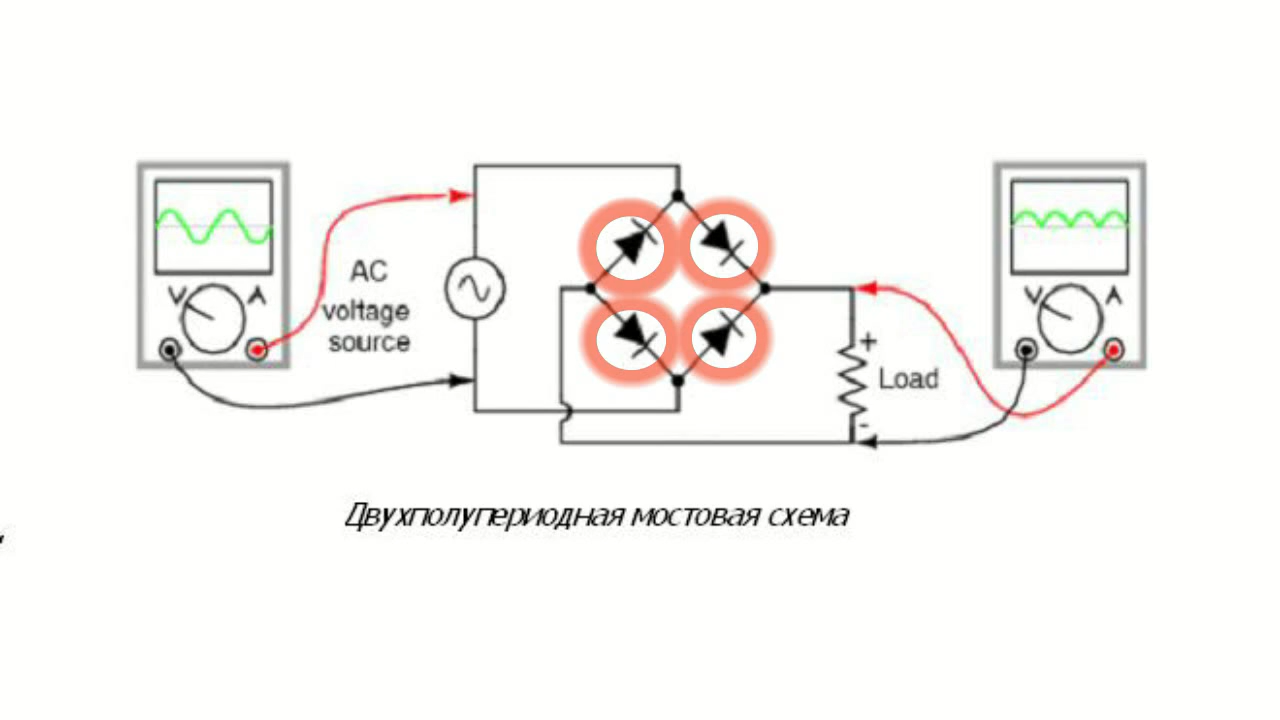 V A
AC
voltage
source
+
Load
-
V A
Двухполупериодная мостовая схема